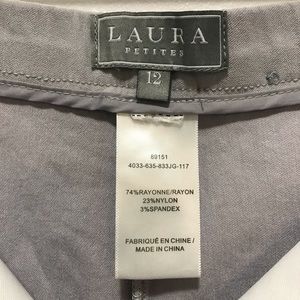 LAURA
PETITES
12
69151
4033-635-833JG-117
74%RAYONNE/RAYON
23%NYLON
3%SPANDEX
FABRIQUÉ EN CHINE /
MADE IN CHINA